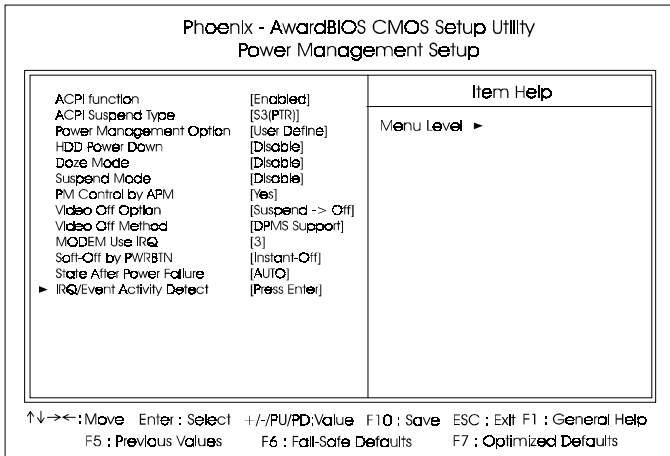 Phoenix - AwardBIOS CMOS Setup Utility
Power Management Setup
ACPI function [Enabled]
ACPI Suspend Type [S3(PTR)]
Power Management Option [User Define]
HDD Power Down [Disable]
Doze Mode [Disable]
Suspend Mode [Disable]
PM Control by APM [Yes]
Video Off Option [Suspend -> Off]
Video Off Method [DPMS Support]
MODEM Use IRQ [3]
Soft-Off by PWRBTN [Instant-Off]
State After Power Failure [AUTO]
► IRQ/Event Activity Detect [Press Enter]
Item Help
Menu Level ►
↑↓→←:Move Enter : Select +/-/PU/PD:Value F10 : Save ESC : Exit F1 : General Help
F5 : Previous Values F6 : Fail-Safe Defaults F7 : Optimized Defaults